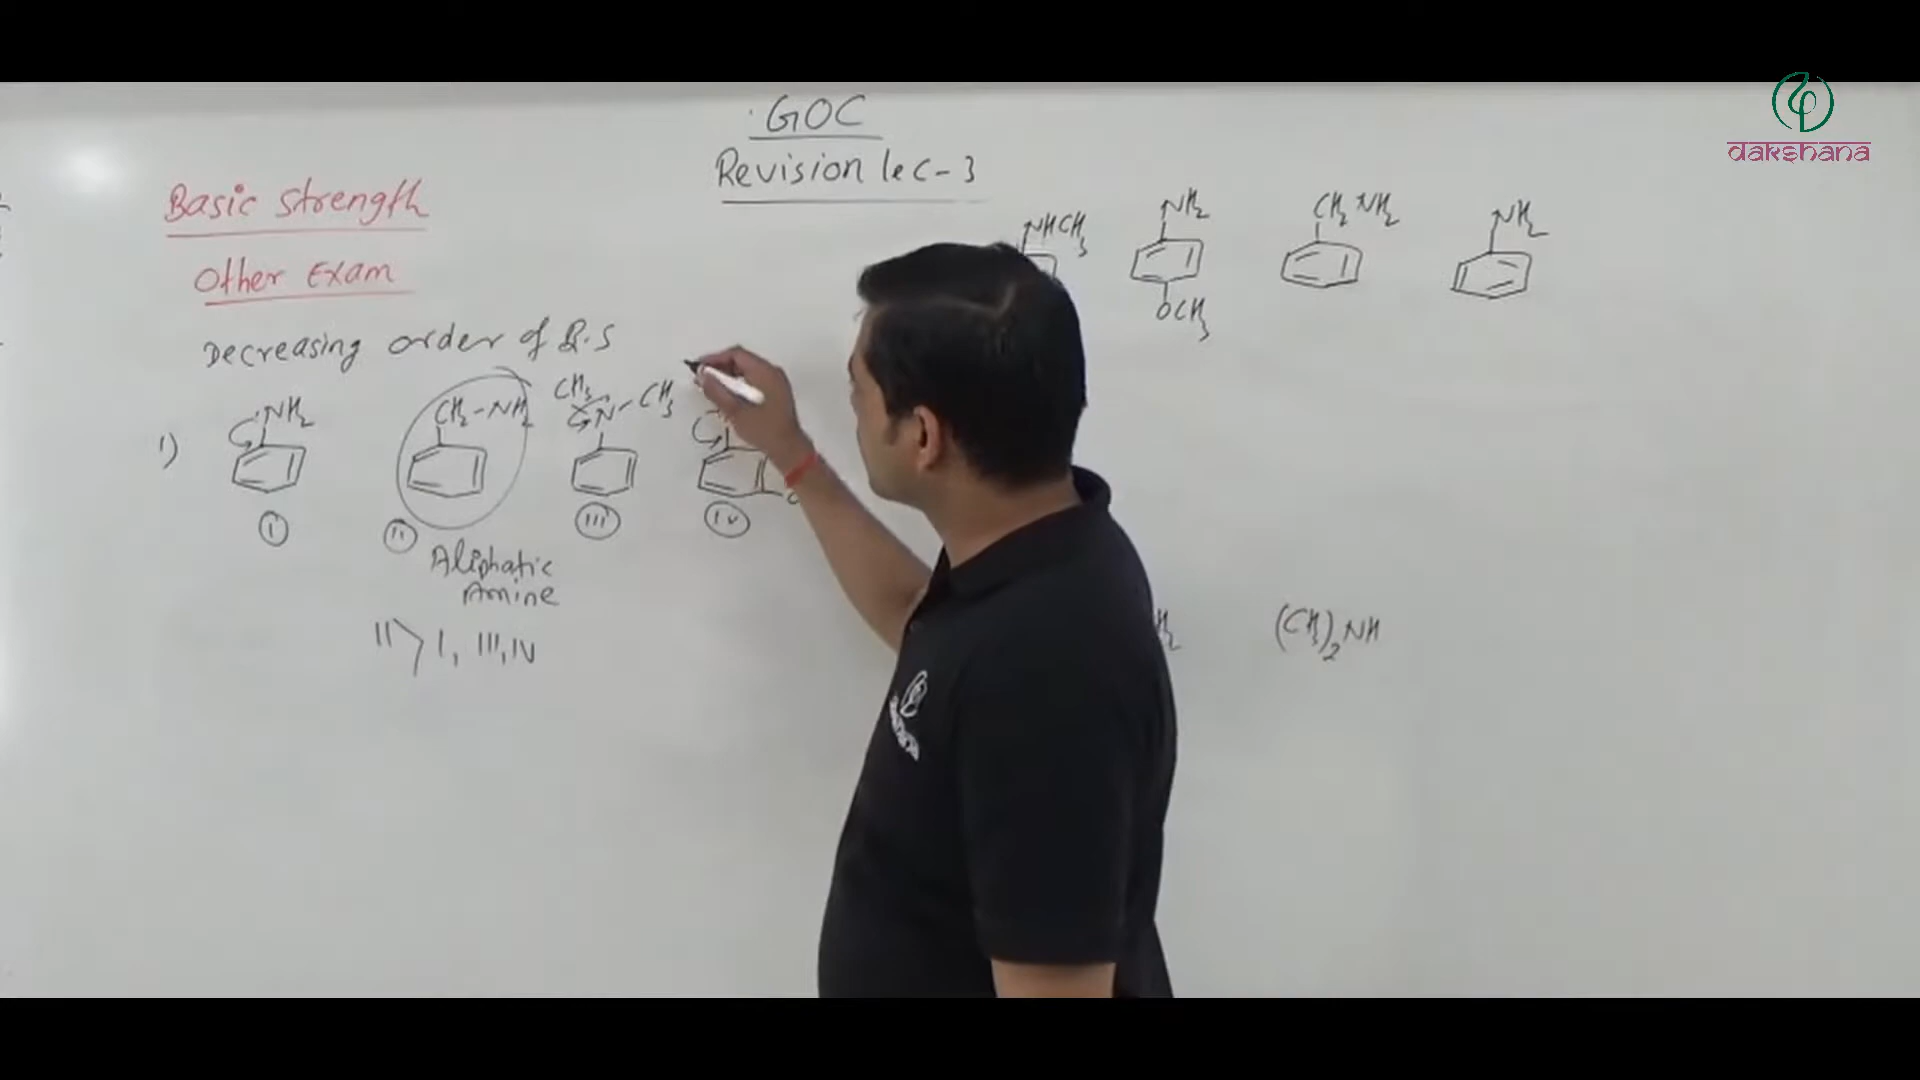 GOC
Revision lec-3
dakshana
Basic strength
Other Exam
Decreasing order of B.S
1)
NH2
CH2-NH2
CH3
N-CH3
I
II
III
IV
Aliphatic
Amine
II > I, III, IV
NHCH3
NH2
OCH3
CH2NH2
NH2
(CH3)2NH